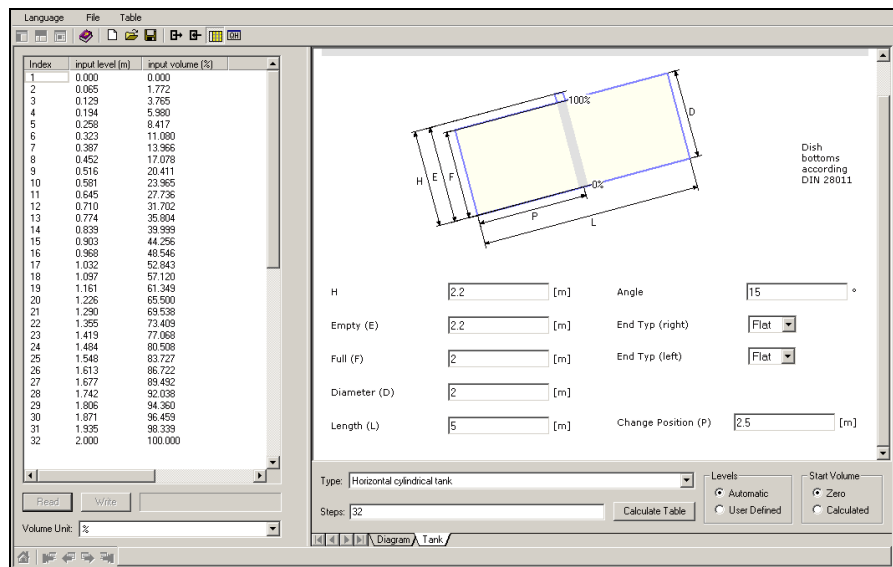 Language File Table
Index input level (m) input volume (%)
1 0.000 0.000
2 0.065 1.772
3 0.129 3.765
4 0.194 5.980
5 0.258 8.417
6 0.323 11.080
7 0.387 13.966
8 0.452 17.078
9 0.516 20.411
10 0.581 23.965
11 0.645 27.736
12 0.710 31.702
13 0.774 35.804
14 0.839 39.999
15 0.903 44.256
16 0.968 48.546
17 1.032 52.843
18 1.097 57.120
19 1.161 61.349
20 1.226 65.500
21 1.290 69.538
22 1.355 73.409
23 1.419 77.068
24 1.484 80.508
25 1.548 83.727
26 1.613 86.722
27 1.677 89.492
28 1.742 92.038
29 1.806 94.360
30 1.871 96.459
31 1.935 98.339
32 2.000 100.000
Read Write
Volume Unit: %
100%
D
H E F
0%
P
L
Dish
bottoms
according
DIN 28011
H 2.2 [m] Angle 15 °
Empty (E) 2.2 [m] End Typ (right) Flat
Full (F) 2 [m] End Typ (left) Flat
Diameter (D) 2 [m]
Length (L) 5 [m] Change Position (P) 2.5 [m]
Type: Horizontal cylindrical tank
Steps: 32 Calculate Table
Levels
Automatic
User Defined
Start Volume
Zero
Calculated
Diagram Tank